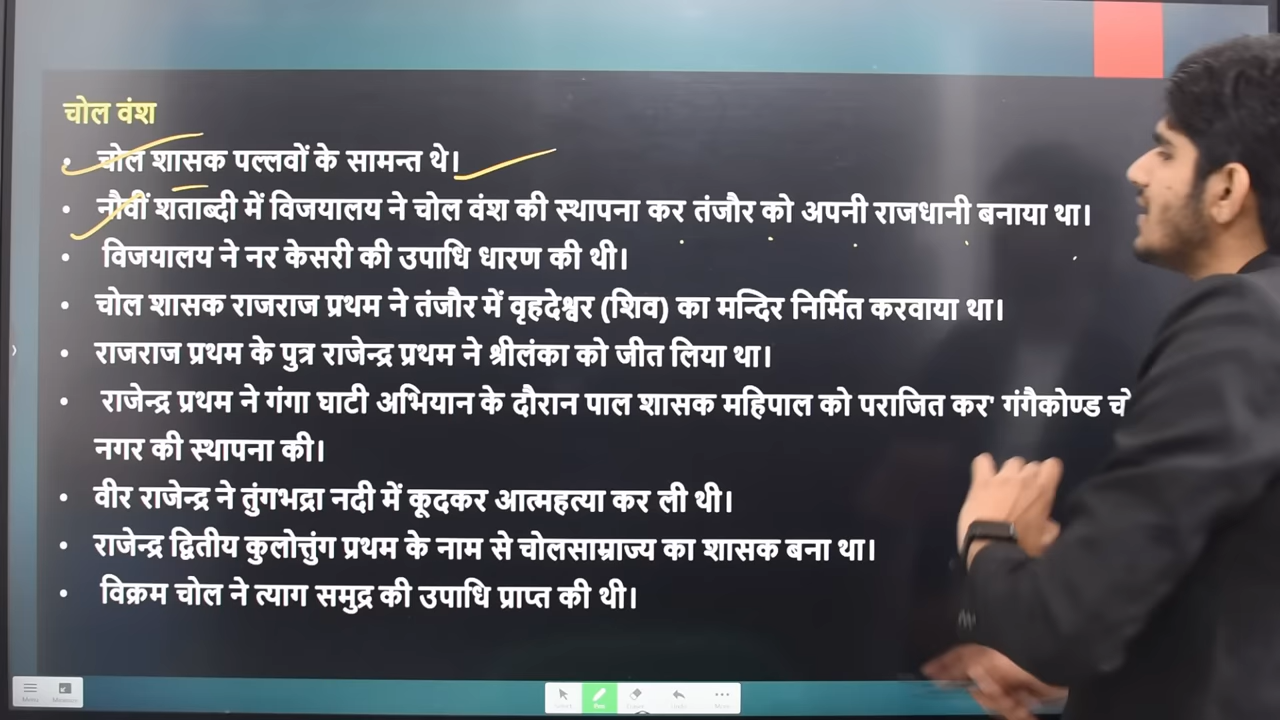 चोल वंश
• चोल शासक पल्लवों के सामन्त थे।
• नौवीं शताब्दी में विजयालय ने चोल वंश की स्थापना कर तंजौर को अपनी राजधानी बनाया था।
• विजयालय ने नर केसरी की उपाधि धारण की थी।
• चोल शासक राजराज प्रथम ने तंजौर में वृहदेश्वर (शिव) का मन्दिर निर्मित करवाया था।
• राजराज प्रथम के पुत्र राजेन्द्र प्रथम ने श्रीलंका को जीत लिया था।
• राजेन्द्र प्रथम ने गंगा घाटी अभियान के दौरान पाल शासक महिपाल को पराजित कर' गंगैकोण्ड
नगर की स्थापना की।
• वीर राजेन्द्र ने तुंगभद्रा नदी में कूदकर आत्महत्या कर ली थी।
• राजेन्द्र द्वितीय कुलोत्तुंग प्रथम के नाम से चोलसाम्राज्य का शासक बना था।
• विक्रम चोल ने त्याग समुद्र की उपाधि प्राप्त की थी।